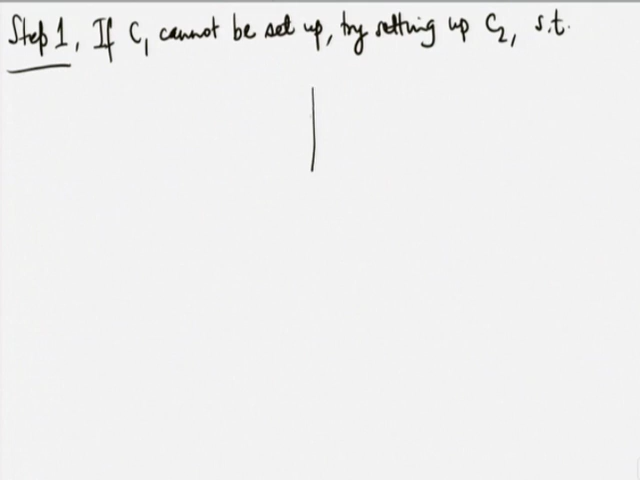 Step 1, If C₁ cannot be set up, try setting up C₂, s.t.